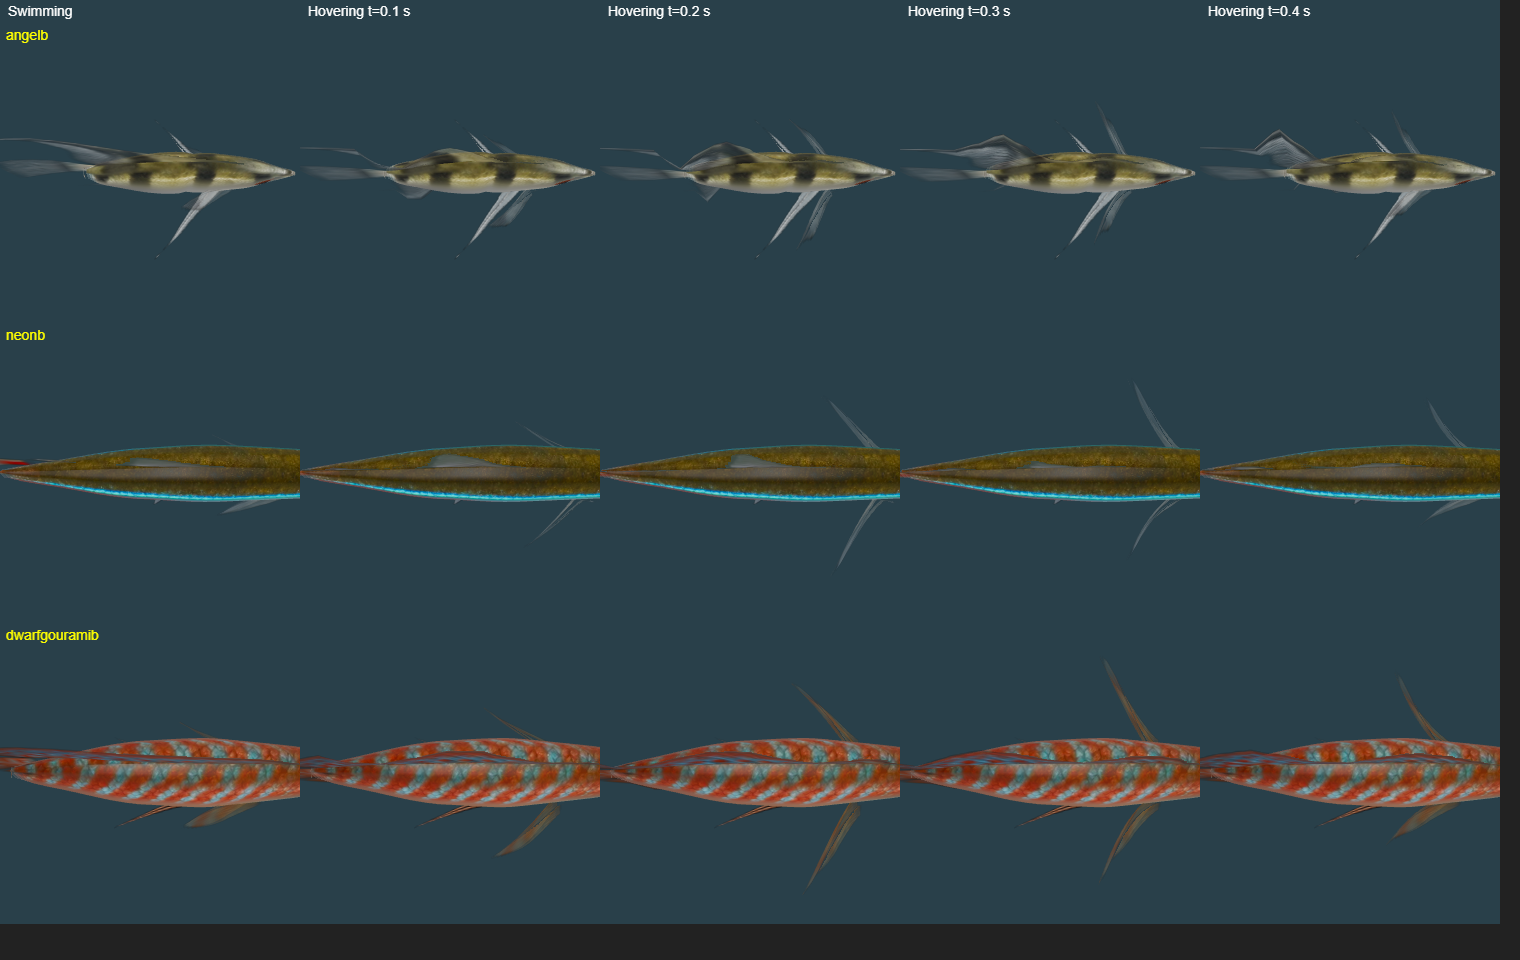 Swimming
Hovering t=0.1 s
Hovering t=0.2 s
Hovering t=0.3 s
Hovering t=0.4 s
angelb
neonb
dwarfgouramib